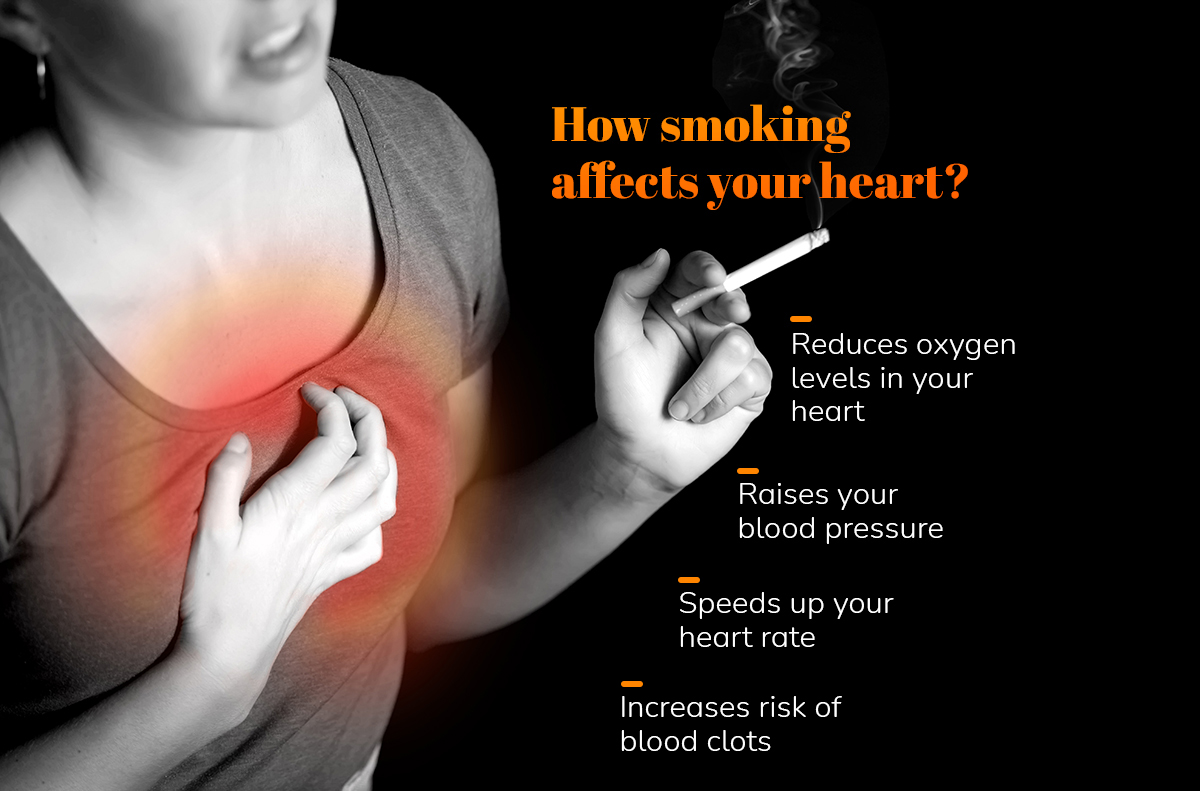 How smoking
affects your heart?
Reduces oxygen
levels in your
heart
Raises your
blood pressure
Speeds up your
heart rate
Increases risk of
blood clots